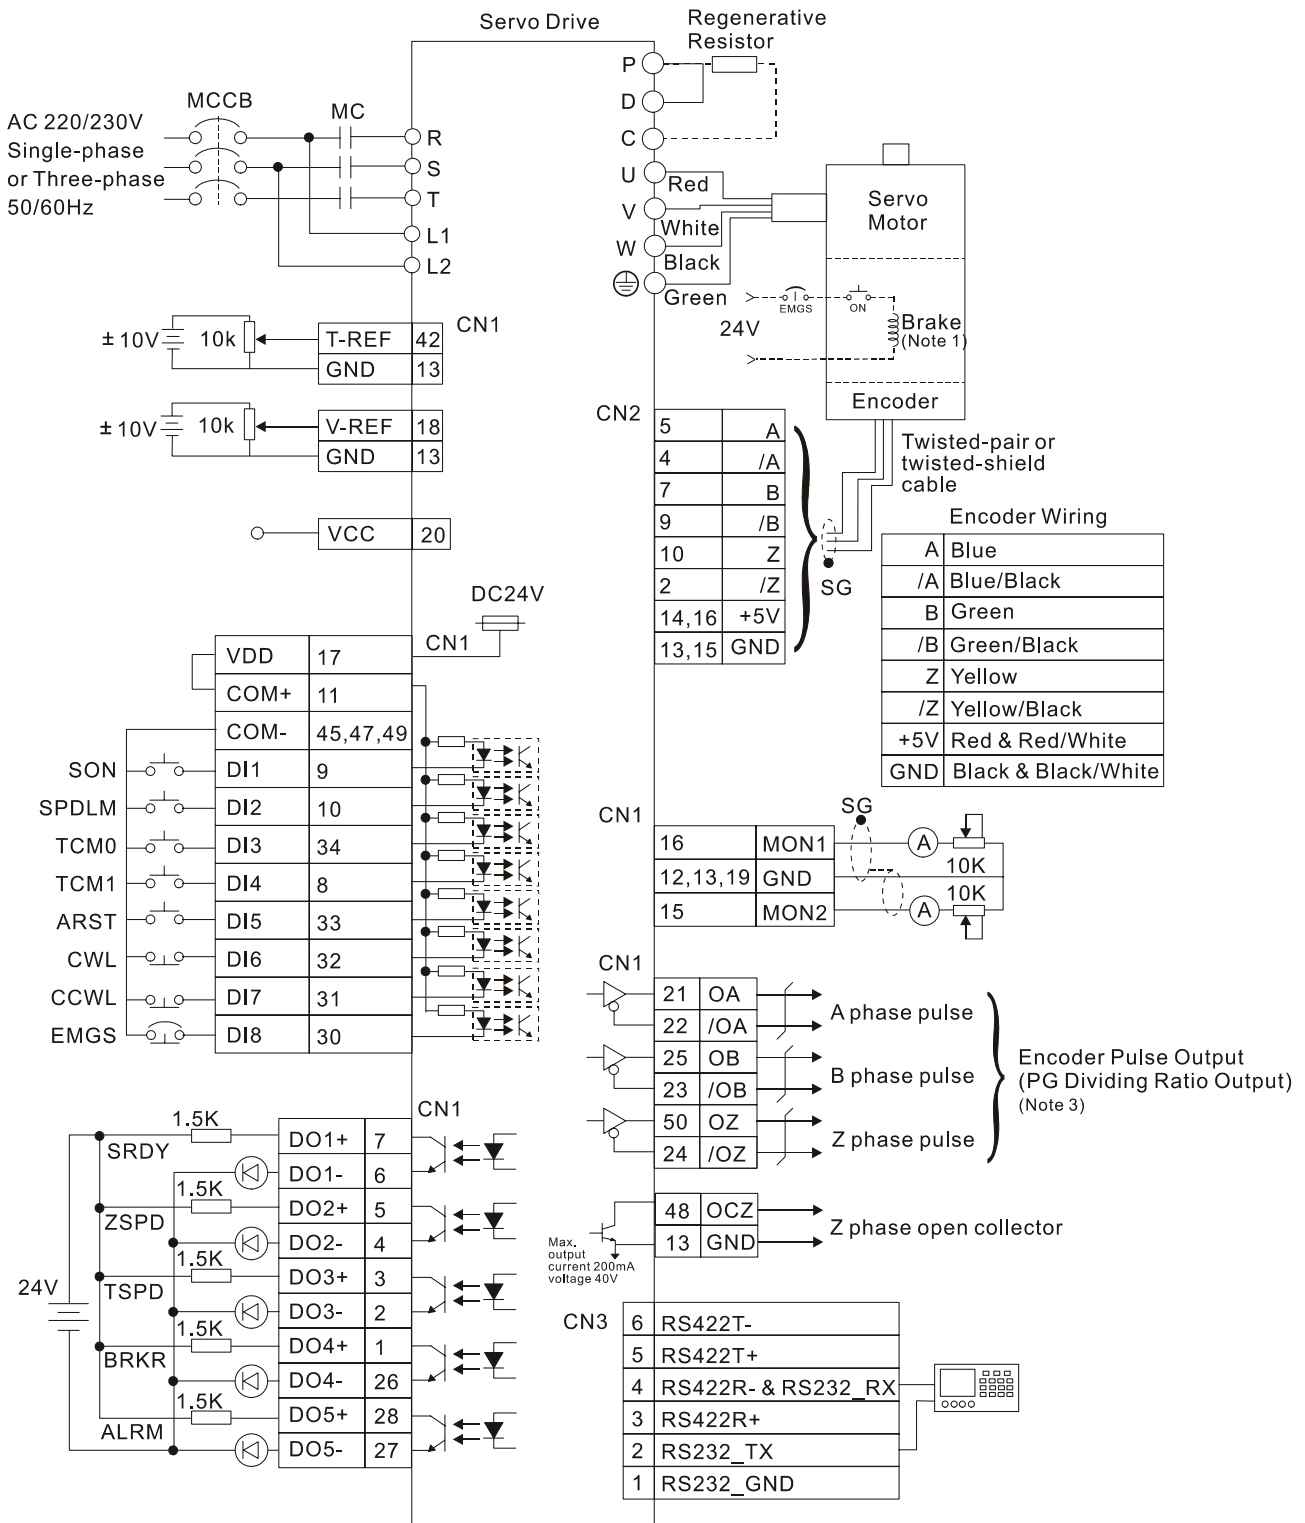 Servo Drive
Regenerative
Resistor
MCCB
MC
AC 220/230V
Single-phase
or Three-phase
50/60Hz
R
S
T
L1
L2
P
D
C
U
V
W
Red
White
Black
Green
Servo
Motor
24V
EMGS
ON
Brake
(Note 1)
Encoder
± 10V
10k
T-REF 42
GND 13
CN1
± 10V
10k
V-REF 18
GND 13
VCC 20
CN2
5 A
4 /A
7 B
9 /B
10 Z
2 /Z
14,16 +5V
13,15 GND
SG
Twisted-pair or
twisted-shield
cable
Encoder Wiring
A Blue
/A Blue/Black
B Green
/B Green/Black
Z Yellow
/Z Yellow/Black
+5V Red & Red/White
GND Black & Black/White
DC24V
CN1
VDD 17
COM+ 11
COM- 45,47,49
SON DI1 9
SPDLM DI2 10
TCM0 DI3 34
TCM1 DI4 8
ARST DI5 33
CWL DI6 32
CCWL DI7 31
EMGS DI8 30
CN1
SG
16 MON1
12,13,19 GND
15 MON2
A
10K
10K
A
CN1
21 OA
22 /OA
A phase pulse
25 OB
23 /OB
B phase pulse
50 OZ
24 /OZ
Z phase pulse
Encoder Pulse Output
(PG Dividing Ratio Output)
(Note 3)
48 OCZ
13 GND
Z phase open collector
Max.
output
current 200mA
voltage 40V
CN1
24V
1.5K
SRDY
DO1+ 7
DO1- 6
1.5K
ZSPD
DO2+ 5
DO2- 4
1.5K
TSPD
DO3+ 3
DO3- 2
1.5K
BRKR
DO4+ 1
DO4- 26
1.5K
ALRM
DO5+ 28
DO5- 27
CN3
6 RS422T-
5 RS422T+
4 RS422R- & RS232_RX
3 RS422R+
2 RS232_TX
1 RS232_GND